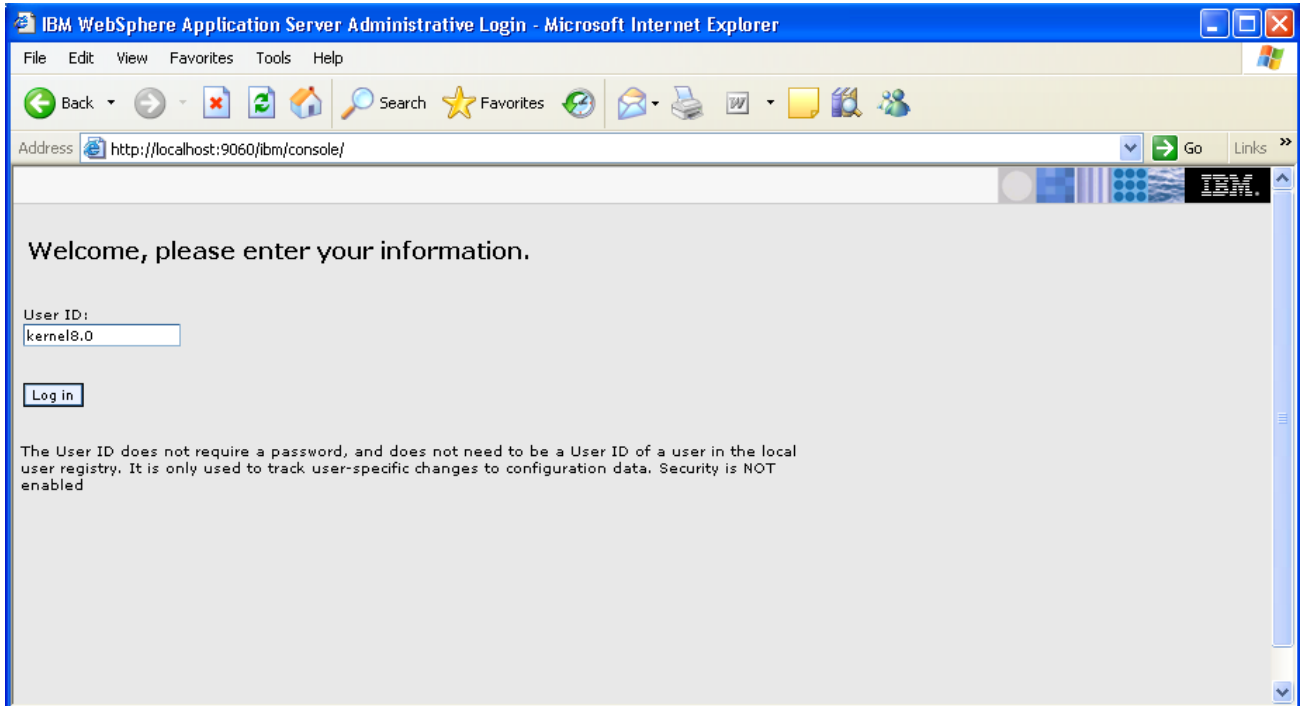 IBM WebSphere Application Server Administrative Login - Microsoft Internet Explorer
File Edit View Favorites Tools Help
Back Search Favorites W
Address http://localhost:9060/ibm/console/ Go Links »
IBM.
Welcome, please enter your information.
User ID:
kernel8.0
Log in
The User ID does not require a password, and does not need to be a User ID of a user in the local
user registry. It is only used to track user-specific changes to configuration data. Security is NOT
enabled